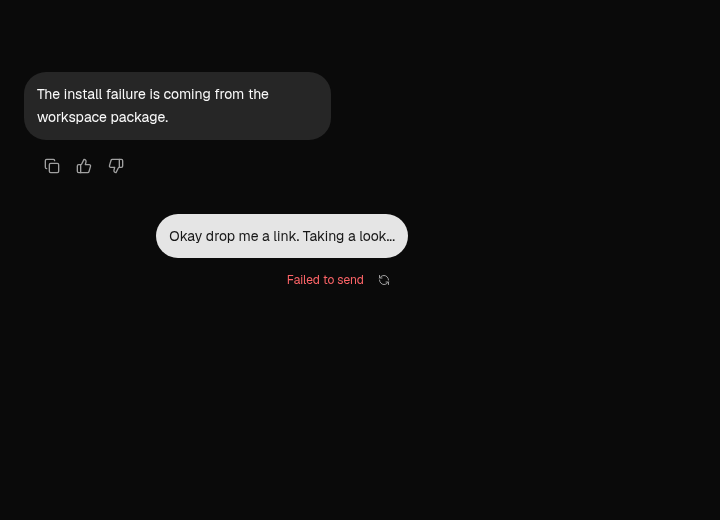 The install failure is coming from the
workspace package.
Okay drop me a link. Taking a look...
Failed to send